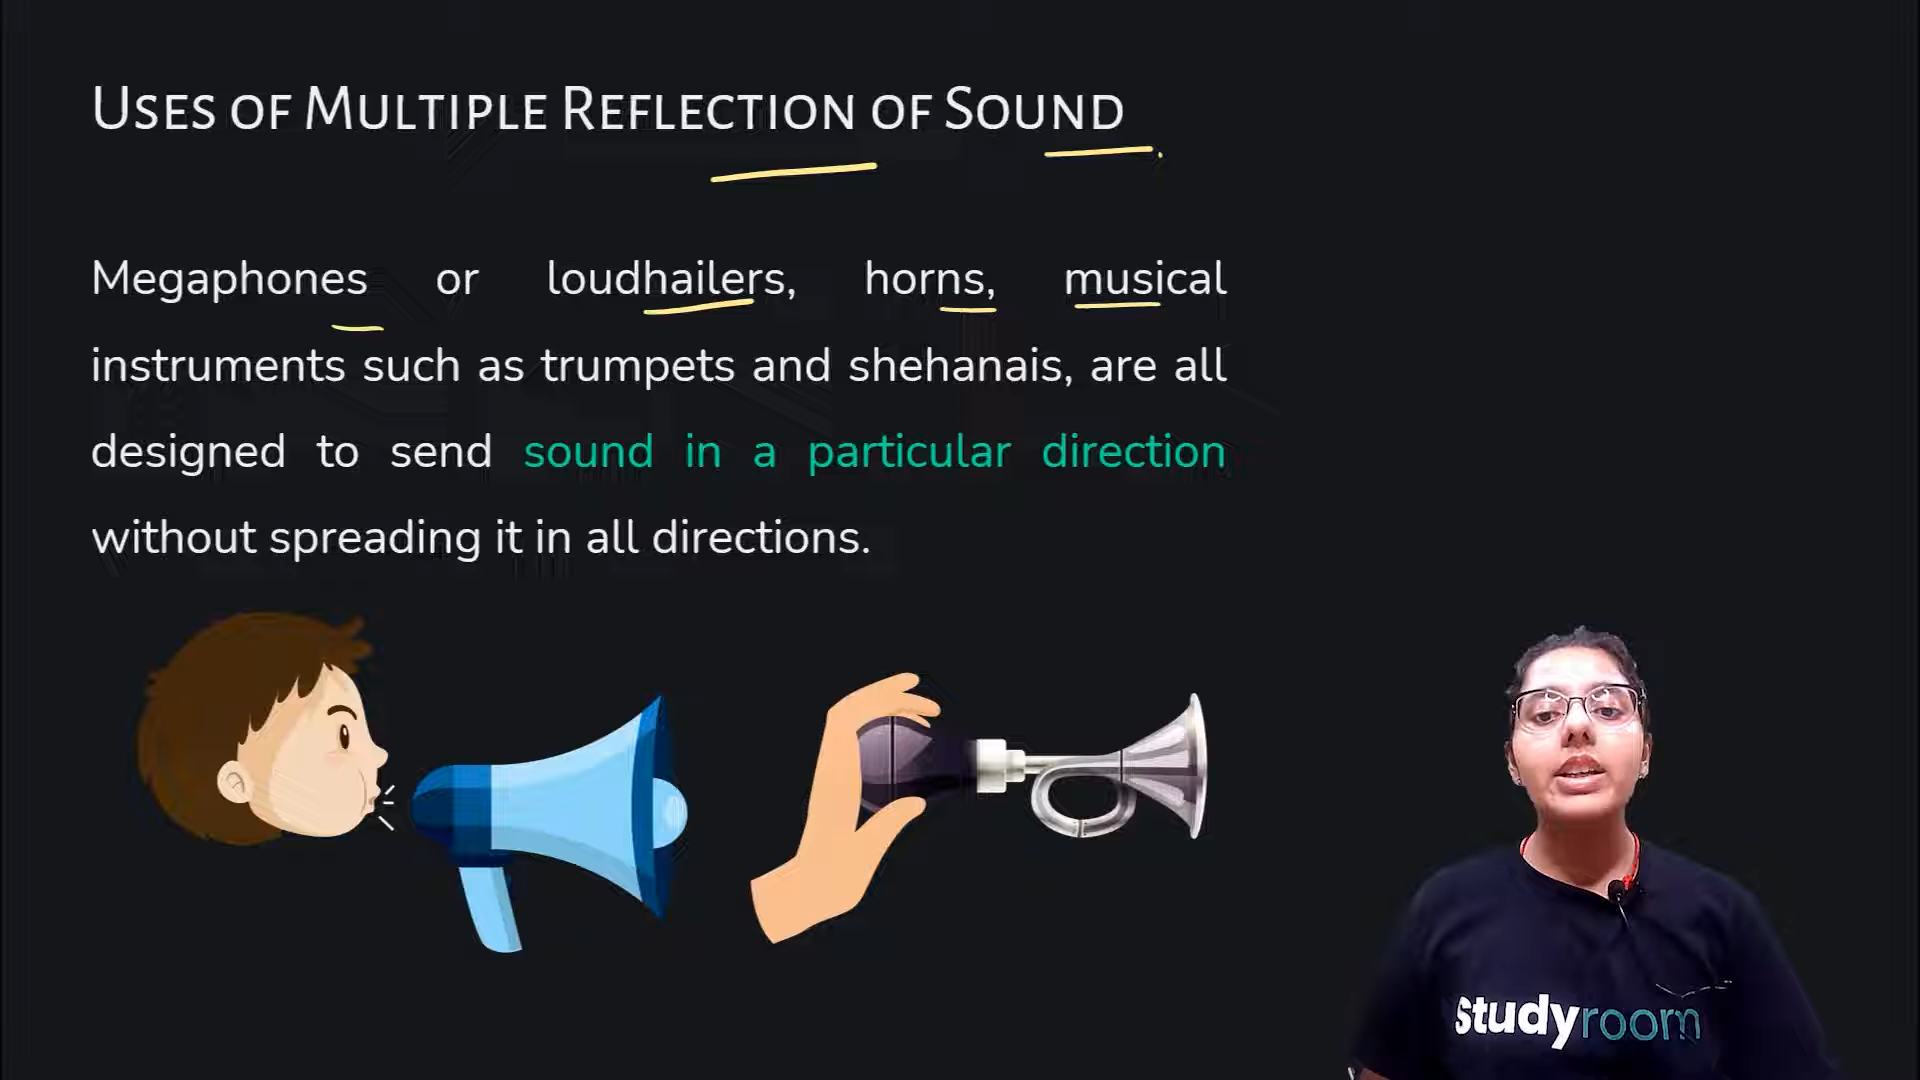 Uses of Multiple Reflection of Sound
Megaphones or loudhailers, horns, musical
instruments such as trumpets and shehanais, are all
designed to send sound in a particular direction
without spreading it in all directions.
Studyroom